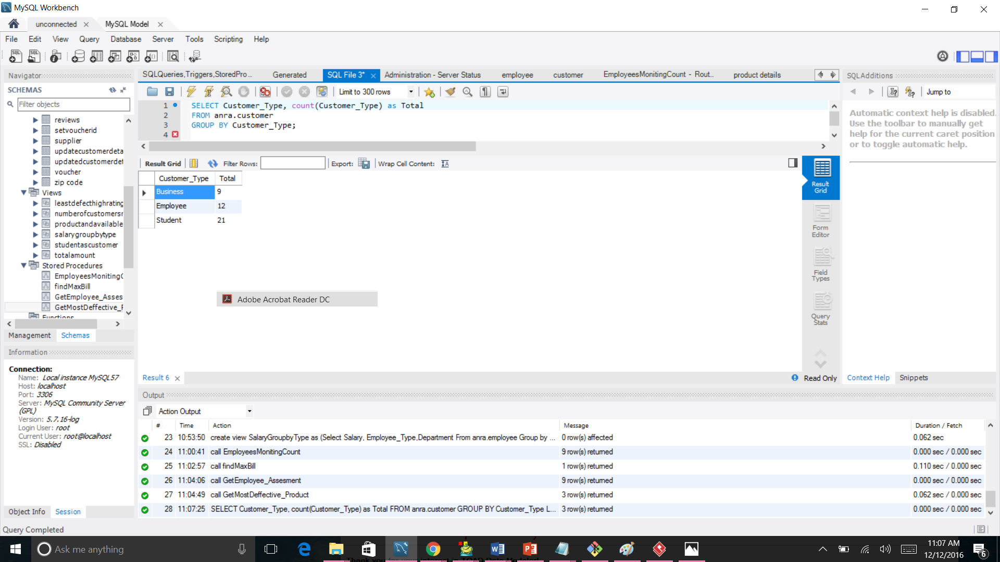 MySQL Workbench
unconnected
MySQL Model
File Edit View Query Database Server Tools Scripting Help
Navigator
SCHEMAS
Filter objects
reviews
setvoucherid
supplier
updatecustomerdeta
updatedcustomerdet
voucher
zip code
Views
leastdefecthighrating
numberofcustomersr
productandavailable
salarygroupbytype
studentascustomer
totalamount
Stored Procedures
EmployeesMonitingC
findMaxBill
GetEmployee_Asses
GetMostDeffective_P
Functions
Management Schemas
Information
Connection:
Name: Local instance MySQL57
Host: localhost
Port: 3306
Server: MySQL Community Server
(GPL)
Version: 5.7.16-log
Login User: root
Current User: root@localhost
SSL: Disabled
Object Info Session
Query Completed
SQLQueries,Triggers,StoredPro... Generated SQL File 3* Administration - Server Status employee customer EmployeesMonitingCount - Rout... product details
Limit to 300 rows
1 SELECT Customer_Type, count(Customer_Type) as Total
2 FROM anra.customer
3 GROUP BY Customer_Type;
4
Result Grid Filter Rows: Export: Wrap Cell Content:
Customer_Type Total
Business 9
Employee 12
Student 21
Adobe Acrobat Reader DC
Result
Grid
Form
Editor
Field
Types
Query
Stats
Result 6
Read Only
SQLAdditions
Jump to
Automatic context help is disabled.
Use the toolbar to manually get
help for the current caret position
or to toggle automatic help.
Context Help Snippets
Output
Action Output
# Time Action Message Duration / Fetch
23 10:53:50 create view SalaryGroupbyType as (Select Salary, Employee_Type,Department From anra.employee Group by ... 0 row(s) affected 0.062 sec
24 11:00:41 call EmployeesMonitingCount 9 row(s) returned 0.000 sec / 0.000 sec
25 11:02:57 call findMaxBill 1 row(s) returned 0.110 sec / 0.000 sec
26 11:04:06 call GetEmployee_Assesment 9 row(s) returned 0.000 sec / 0.000 sec
27 11:04:49 call GetMostDeffective_Product 3 row(s) returned 0.062 sec / 0.000 sec
28 11:07:25 SELECT Customer_Type, count(Customer_Type) as Total FROM anra.customer GROUP BY Customer_Type L... 3 row(s) returned 0.000 sec / 0.000 sec
Ask me anything
11:07 AM
12/12/2016
6